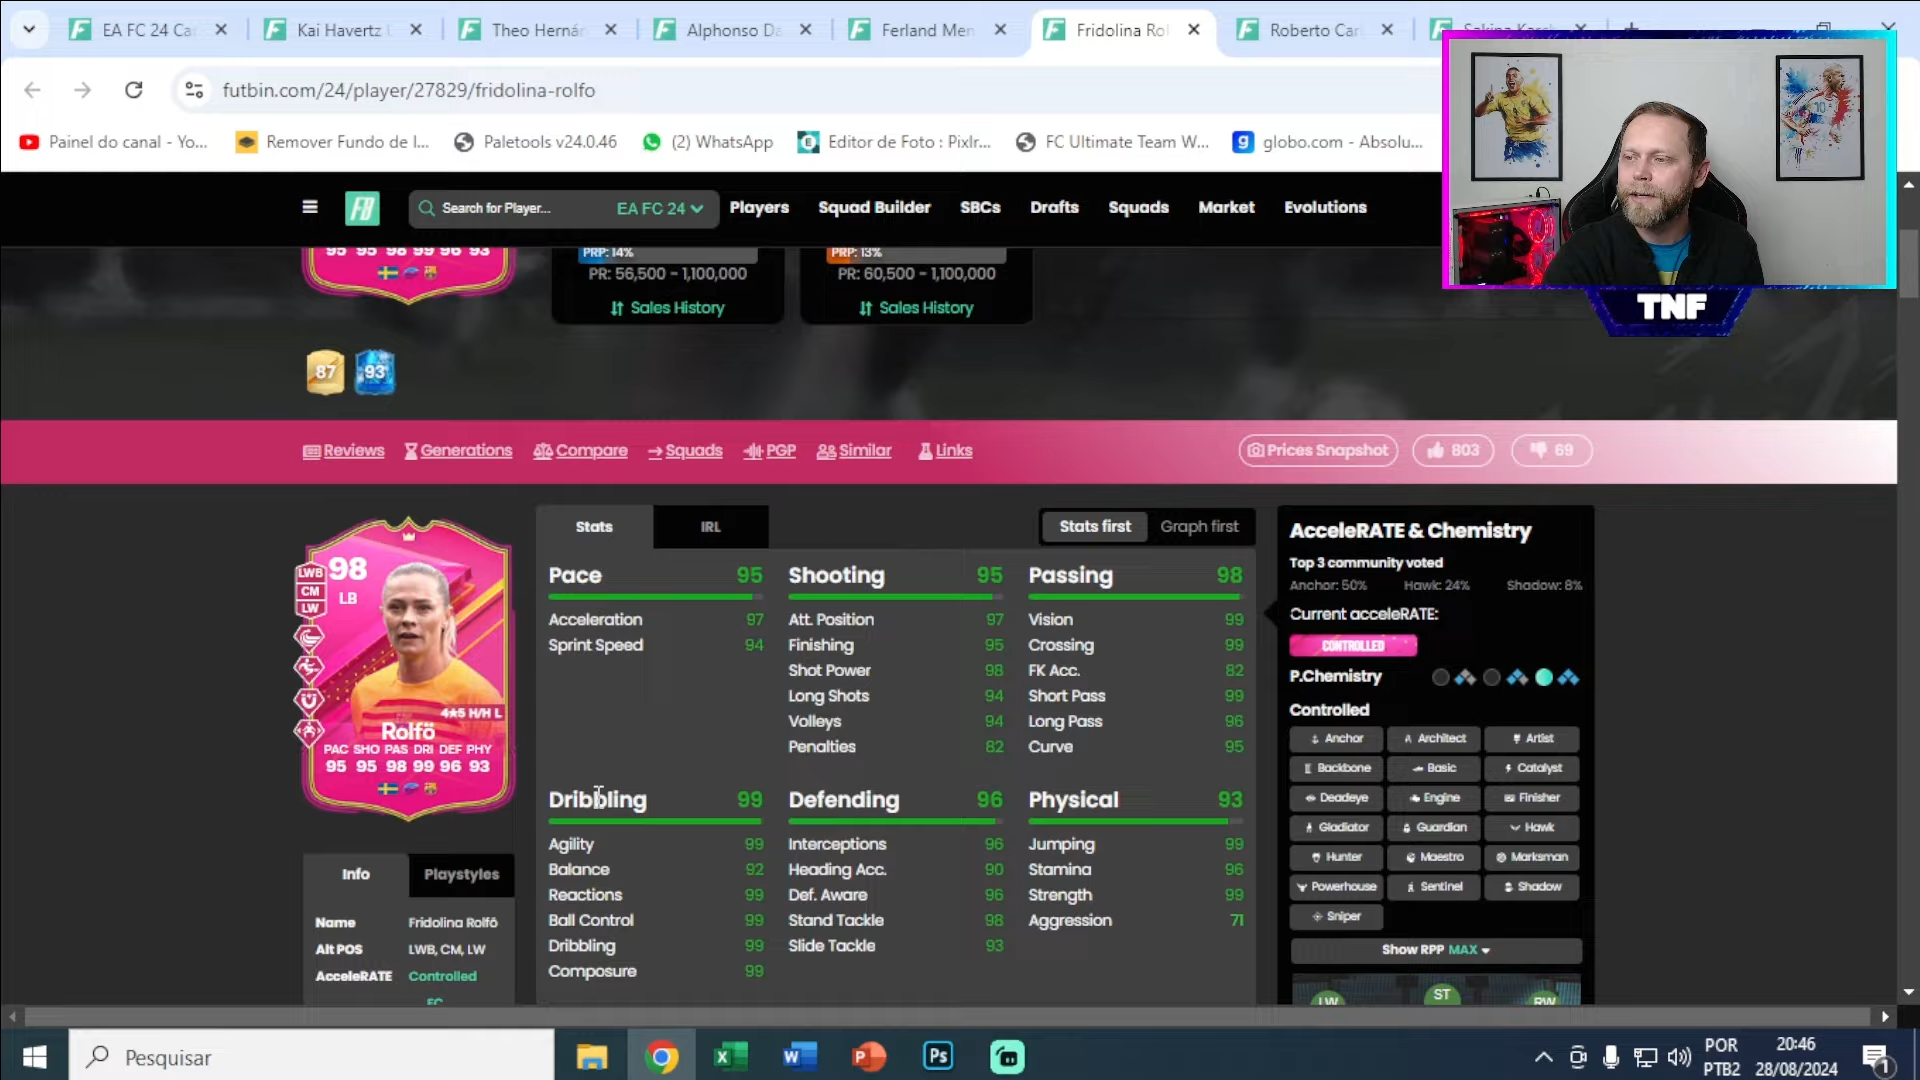 EA FC 24 Ca
Kai Havertz
Theo Hernán
Alphonso Da
Ferland Men
Fridolina Rol
Roberto Car
futbin.com/24/player/27829/fridolina-rolfo
Painel do canal - Yo...
Remover Fundo de I...
Paletools v24.0.46
(2) WhatsApp
Editor de Foto : Pixlr...
FC Ultimate Team W...
globo.com - Absolu...
Search for Player...
EA FC 24
Players
Squad Builder
SBCs
Drafts
Squads
Market
Evolutions
TNF
95 95 98 99 96 93
PRP: 14%
PR: 56,500 - 1,100,000
Sales History
PRP: 13%
PR: 60,500 - 1,100,000
Sales History
87
93
Reviews
Generations
Compare
Squads
PGP
Similar
Links
Prices Snapshot
803
69
98
LB
LWB
CM
LW
4★5 H/H L
Rolfö
PAC SHO PAS DRI DEF PHY
95 95 98 99 96 93
Info
Playstyles
Name Fridolina Rolfö
Alt POS LWB, CM, LW
AcceleRATE Controlled
Stats
IRL
Stats first
Graph first
Pace 95
Acceleration 97
Sprint Speed 94
Shooting 95
Att. Position 97
Finishing 95
Shot Power 98
Long Shots 94
Volleys 94
Penalties 82
Passing 98
Vision 99
Crossing 99
FK Acc. 82
Short Pass 99
Long Pass 96
Curve 95
Dribbling 99
Agility 99
Balance 92
Reactions 99
Ball Control 99
Dribbling 99
Composure 99
Defending 96
Interceptions 96
Heading Acc. 90
Def. Aware 96
Stand Tackle 98
Slide Tackle 93
Physical 93
Jumping 99
Stamina 96
Strength 99
Aggression 71
AcceleRATE & Chemistry
Top 3 community voted
Anchor: 50% Hawk: 24% Shadow: 8%
Current acceleRATE:
CONTROLLED
P.Chemistry
Controlled
Anchor Architect Artist
Backbone Basic Catalyst
Deadeye Engine Finisher
Gladiator Guardian Hawk
Hunter Maestro Marksman
Powerhouse Sentinel Shadow
Sniper
Show RPP MAX
LW ST RW
Pesquisar
POR
PTB2
20:46
28/08/2024
1